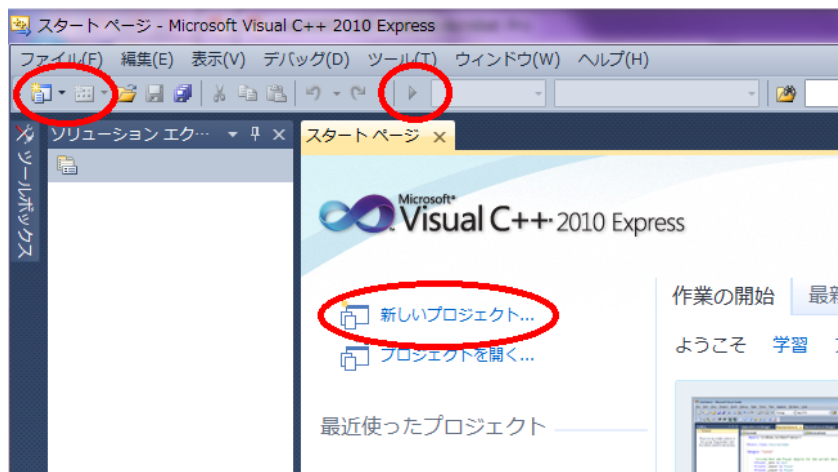 スタート ページ - Microsoft Visual C++ 2010 Express
ファイル(F) 編集(E) 表示(V) デバッグ(D) ツール(T) ウィンドウ(W) ヘルプ(H)
ツールボックス
ソリューション エク…
スタート ページ
Microsoft
Visual C++ 2010 Express
新しいプロジェクト...
プロジェクトを開く...
最近使ったプロジェクト
作業の開始
最新
ようこそ 学習